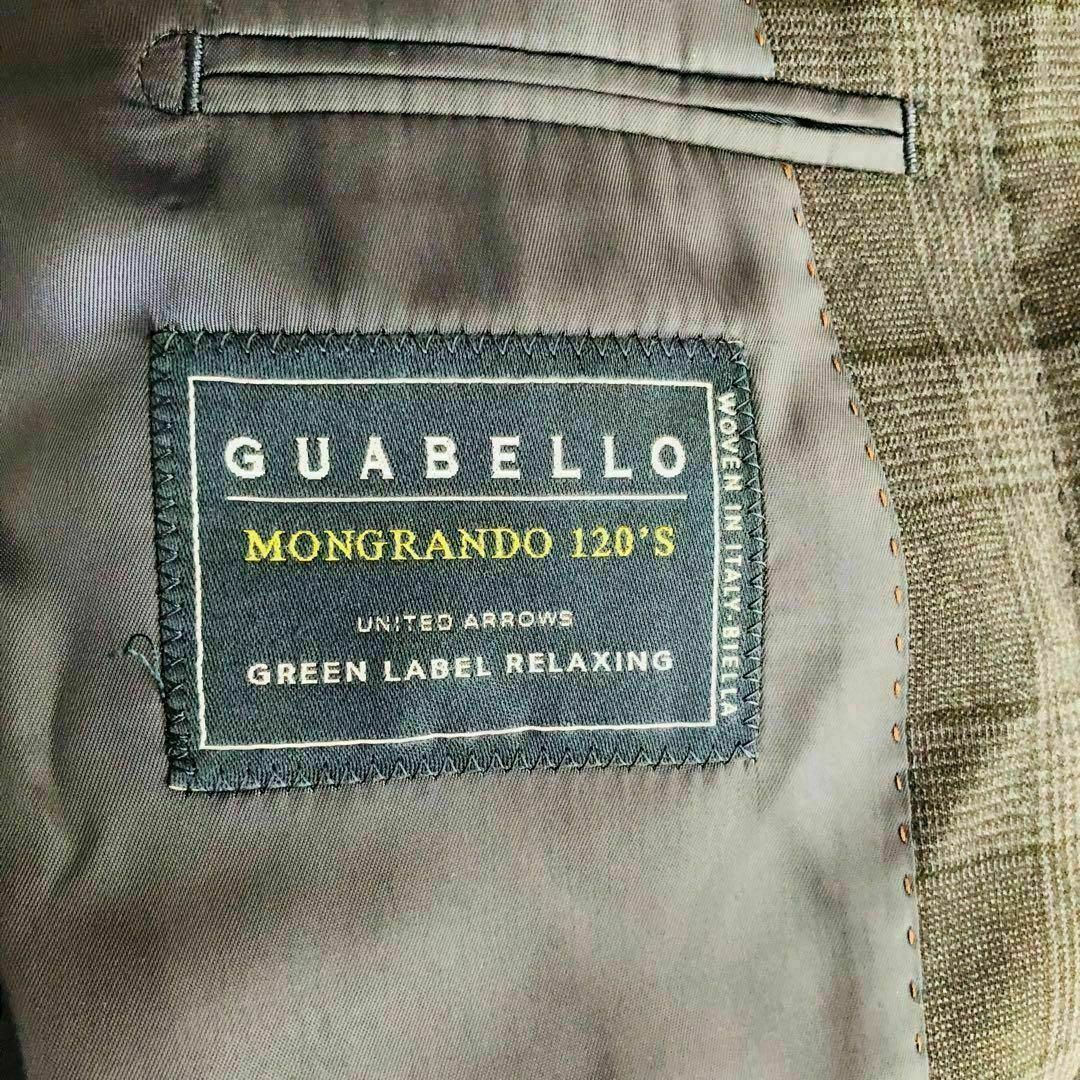 GUABELLO
MONGRANDO 120'S
UNITED ARROWS
GREEN LABEL RELAXING
WOVEN IN ITALY-BIELLA